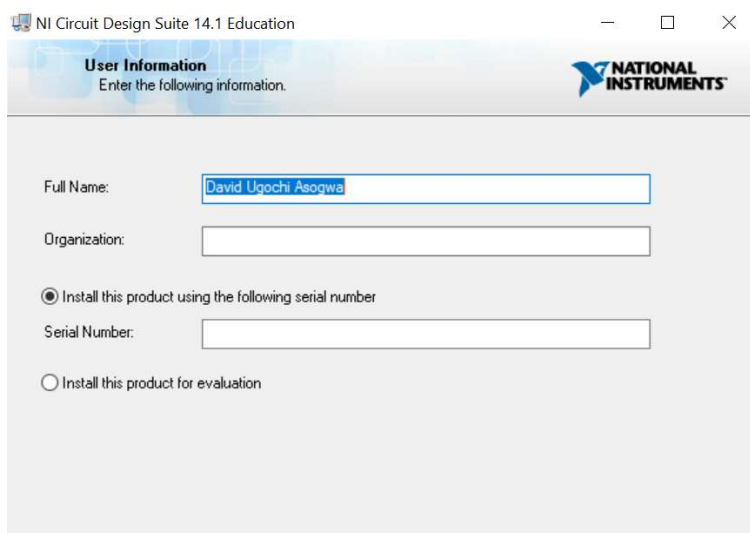 NI Circuit Design Suite 14.1 Education
User Information
Enter the following information.
NATIONAL
INSTRUMENTS™
Full Name:
David Ugochi Asogwa
Organization:
Install this product using the following serial number
Serial Number:
Install this product for evaluation